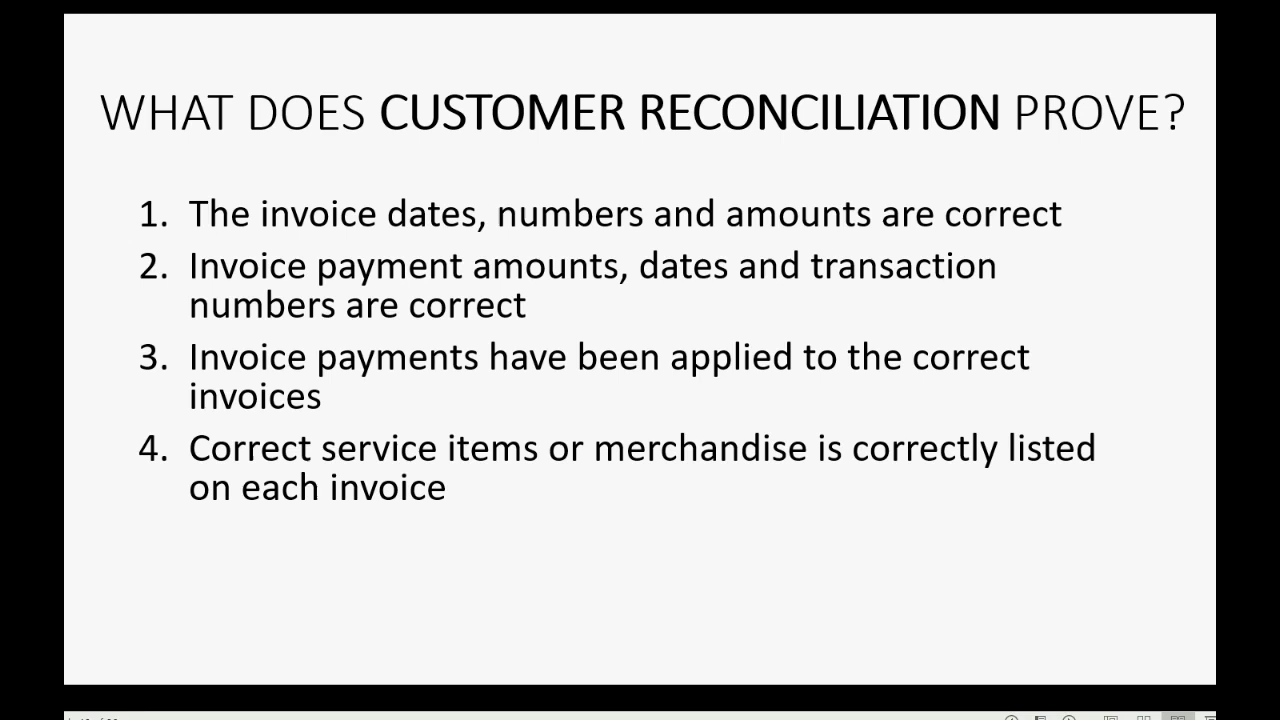 WHAT DOES CUSTOMER RECONCILIATION PROVE?
1. The invoice dates, numbers and amounts are correct
2. Invoice payment amounts, dates and transaction
numbers are correct
3. Invoice payments have been applied to the correct
invoices
4. Correct service items or merchandise is correctly listed
on each invoice